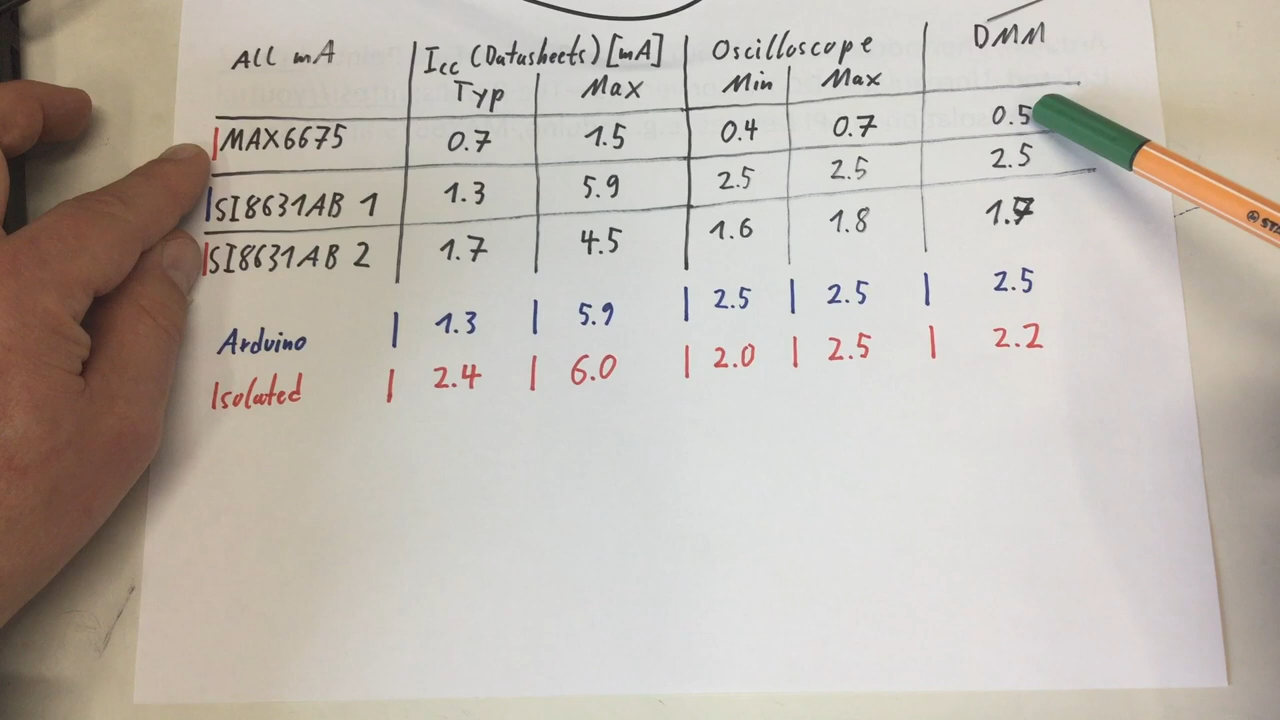 ALL mA | Icc (Datasheets) [mA] | Oscilloscope | DMM
Typ | Max | Min | Max
MAX6675 | 0.7 | 1.5 | 0.4 | 0.7 | 0.5
SI8631AB 1 | 1.3 | 5.9 | 2.5 | 2.5 | 2.5
SI8631AB 2 | 1.7 | 4.5 | 1.6 | 1.8 | 1.7
Arduino | 1.3 | 5.9 | 2.5 | 2.5 | 2.5
Isolated | 2.4 | 6.0 | 2.0 | 2.5 | 2.2